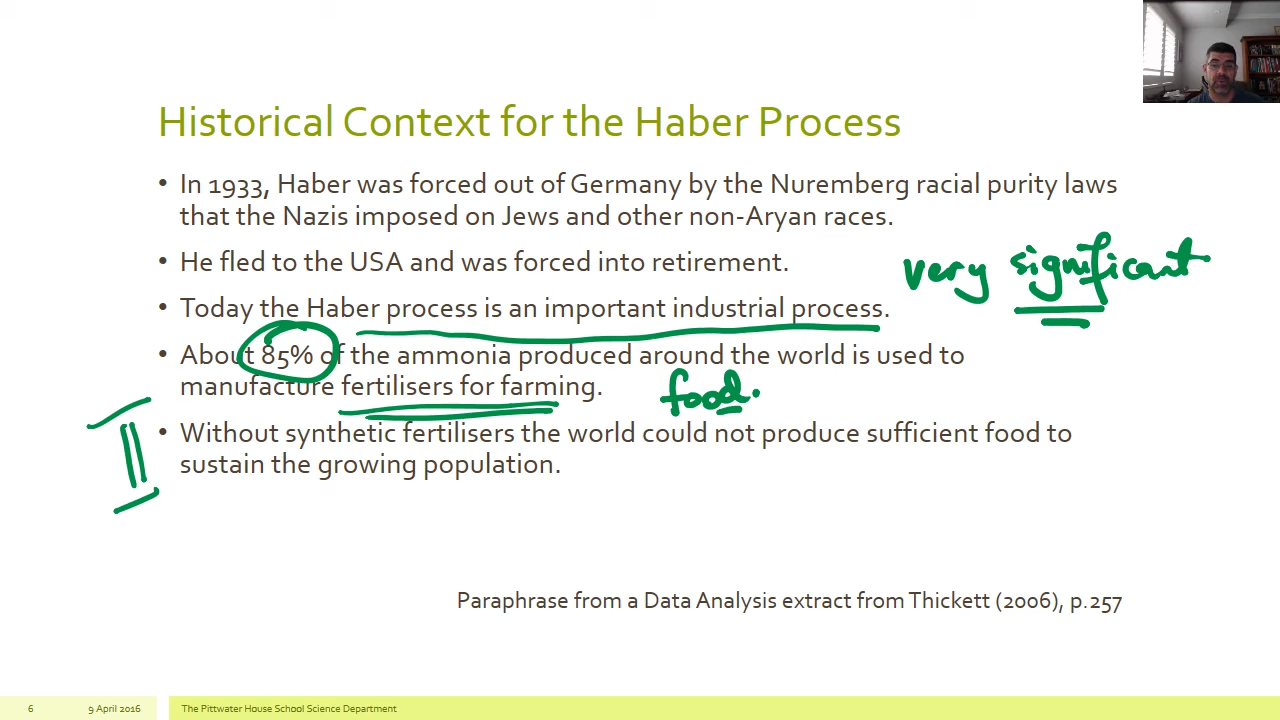 Historical Context for the Haber Process
• In 1933, Haber was forced out of Germany by the Nuremberg racial purity laws
that the Nazis imposed on Jews and other non-Aryan races.
• He fled to the USA and was forced into retirement.
very significant
• Today the Haber process is an important industrial process.
• About 85% of the ammonia produced around the world is used to
manufacture fertilisers for farming.
food.
• Without synthetic fertilisers the world could not produce sufficient food to
sustain the growing population.
Paraphrase from a Data Analysis extract from Thickett (2006), p.257
6 9 April 2016 The Pittwater House School Science Department